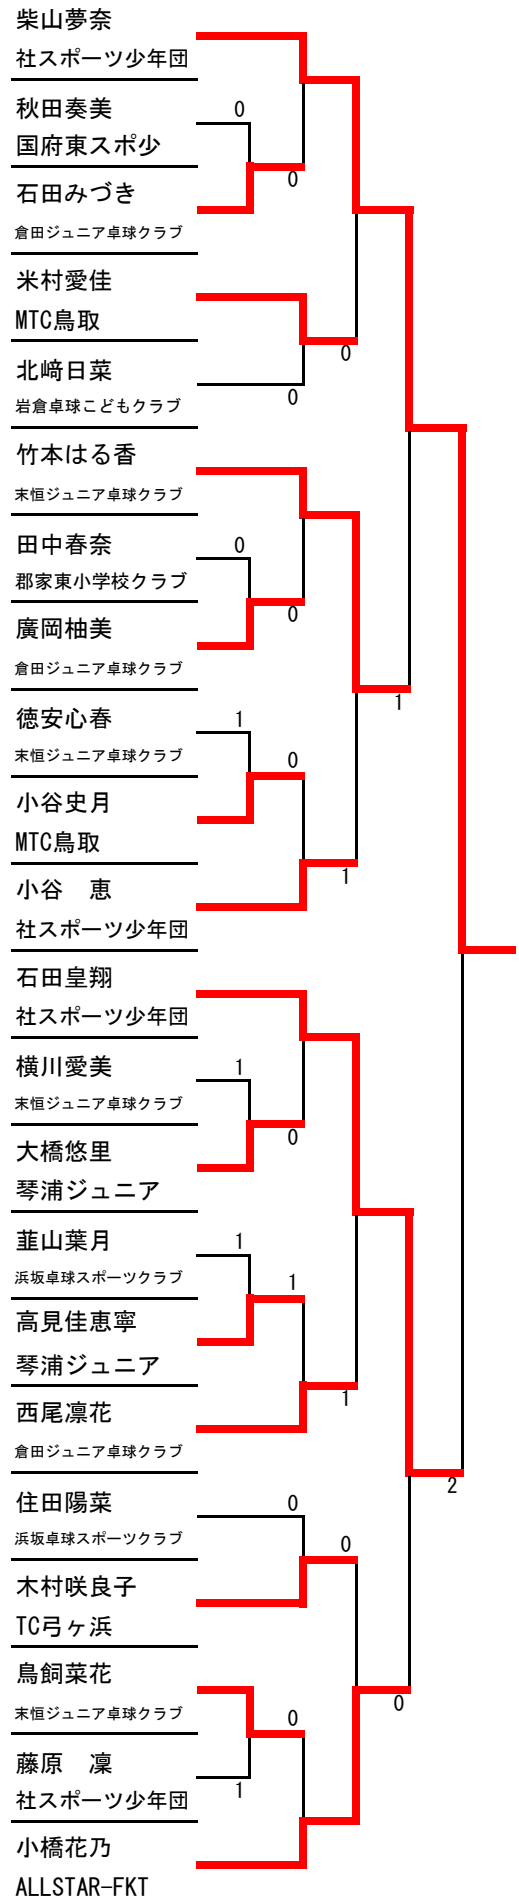 柴山夢奈
社スポーツ少年団
秋田奏美
0
国府東スポ少
0
石田みづき
倉田ジュニア卓球クラブ
米村愛佳
MTC鳥取
0
北﨑日菜
0
岩倉卓球こどもクラブ
竹本はる香
末恒ジュニア卓球クラブ
田中春奈
0
郡家東小学校クラブ
0
廣岡柚美
倉田ジュニア卓球クラブ
1
徳安心春
1
末恒ジュニア卓球クラブ
0
小谷史月
MTC鳥取
1
小谷　恵
社スポーツ少年団
石田皇翔
社スポーツ少年団
横川愛美
1
末恒ジュニア卓球クラブ
0
大橋悠里
琴浦ジュニア
韮山葉月
1
浜坂卓球スポーツクラブ
1
高見佳恵寧
琴浦ジュニア
1
西尾凛花
倉田ジュニア卓球クラブ
2
住田陽菜
0
浜坂卓球スポーツクラブ
0
木村咲良子
TC弓ヶ浜
鳥飼菜花
0
末恒ジュニア卓球クラブ
0
藤原　凜
1
社スポーツ少年団
小橋花乃
ALLSTAR-FKT